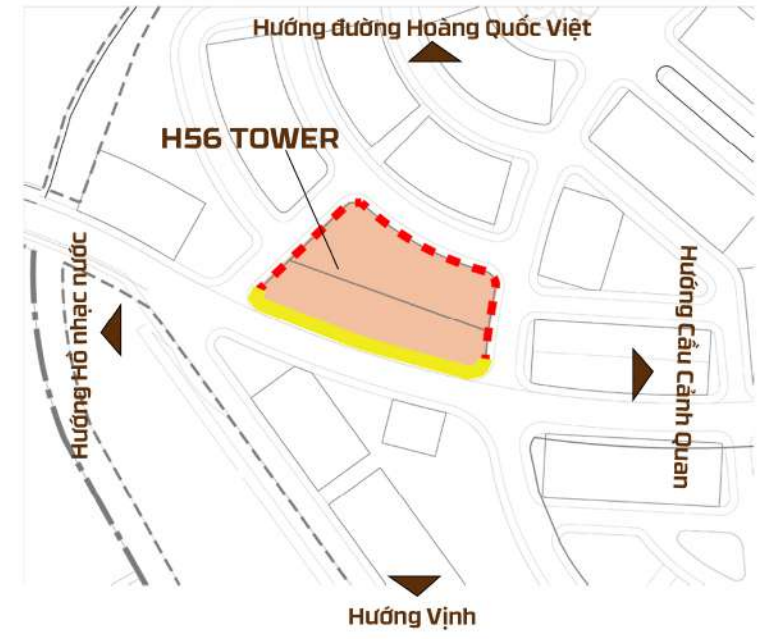 Hướng đường Hoàng Quốc Việt
H56 TOWER
Hướng Hồ nhạc nước
Hướng Cầu Cảnh Quan
Hướng Vịnh